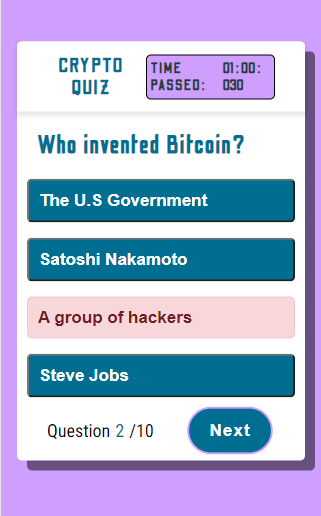 CRYPTO
QUIZ
TIME 01:00:
PASSED: 030
Who invented Bitcoin?
The U.S Government
Satoshi Nakamoto
A group of hackers
Steve Jobs
Question 2 /10 Next